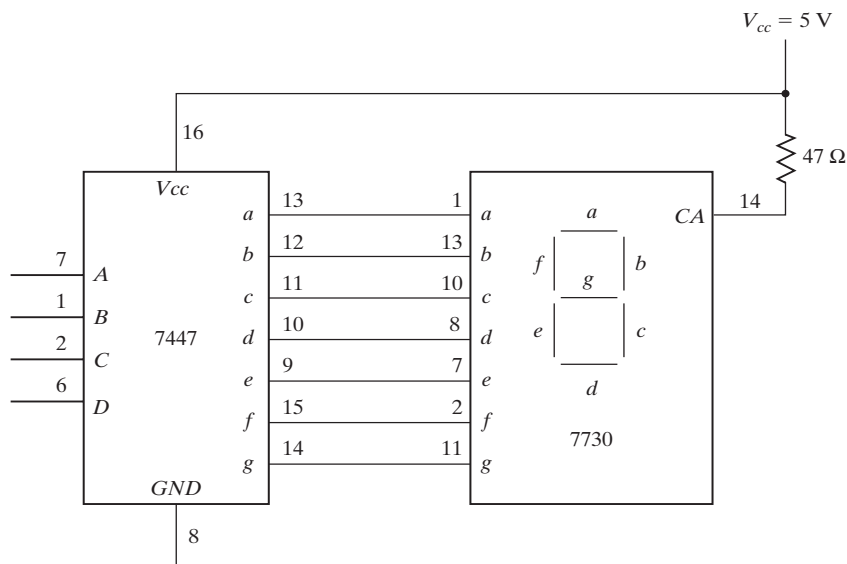 Vcc = 5 V
16
47 Ω
Vcc
14
a 13 1 a CA a
b 12 13 b f b
7 A
c 11 10 c g
1 B
7447 d 10 8 d e c
2 C
e 9 7 e d
6 D
f 15 2 f 7730
g 14 11 g
GND
8